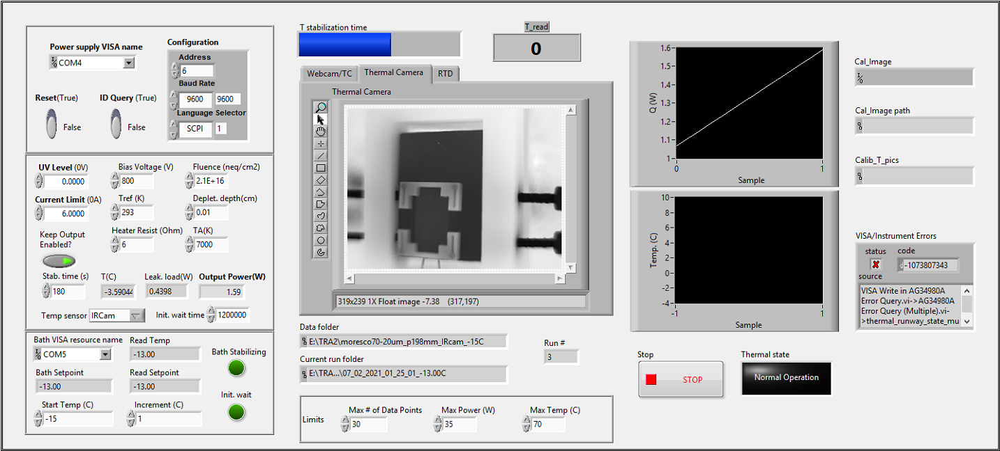 Power supply VISA name
COM4
Configuration
Address
6
Baud Rate
9600 9600
Language Selector
SCPI 1
Reset(True) ID Query (True)
False False
UV Level (0V) Bias Voltage (V) Fluence (neq/cm2)
0.0000 800 2.1E+16
Current Limit (0A) Tref (K) Deplet. depth(cm)
6.0000 293 0.01
Keep Output
Enabled?
Heater Resist (Ohm) TA(K)
6 7000
Stab. time (s) T(C) Leak. load(W) Output Power(W)
180 -3.59044 0.4398 1.59
Temp sensor IRCam Init. wait time 1200000
Bath VISA resource name Read Temp
COM5 -13.00
Bath Stabilizing
Bath Setpoint Read Setpoint
-13.00 -13.00
Init. wait
Start Temp (C) Increment (C)
-15 1
T stabilization time
T_read
0
Webcam/TC Thermal Camera RTD
Thermal Camera
319x239 1X Float image -7.38 (317,197)
Data folder
E:\TRA2\moresco70-20um_p198mm_IRcam_-15C
Current run folder
E:\TRA...\07_02_2021_01_25_01_-13.00C
Run #
3
Limits
Max # of Data Points Max Power (W) Max Temp (C)
30 35 70
Q (W)
1.6
1.5
1.4
1.3
1.2
1.1
1
0 1
Sample
Temp. (C)
10
8
6
4
2
0
-2
-4
-1 1
Sample
Stop
STOP
Thermal state
Normal Operation
Cal_Image
Cal_Image path
Calib_T_pics
VISA/Instrument Errors
status code
-1073807343
source
VISA Write in AG34980A
Error Query.vi->AG34980A
Error Query (Multiple).vi-
>thermal_runway_state_mu